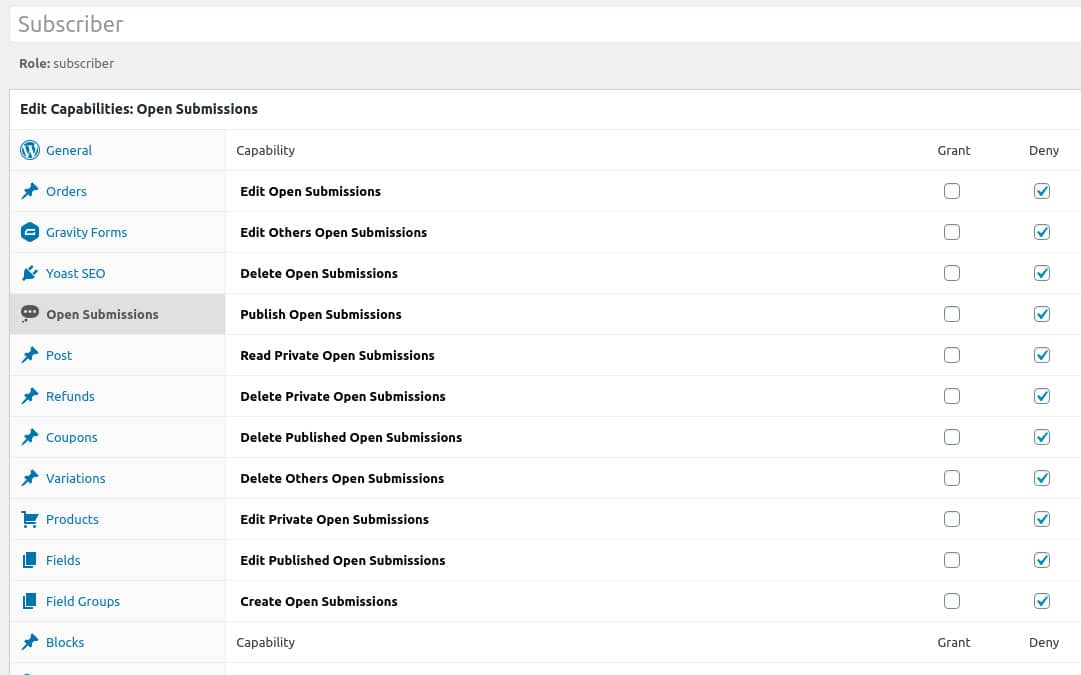 Subscriber
Role: subscriber
Edit Capabilities: Open Submissions
General
Capability Grant Deny
Orders
Edit Open Submissions
Gravity Forms
Edit Others Open Submissions
Yoast SEO
Delete Open Submissions
Open Submissions
Publish Open Submissions
Post
Read Private Open Submissions
Refunds
Delete Private Open Submissions
Coupons
Delete Published Open Submissions
Variations
Delete Others Open Submissions
Products
Edit Private Open Submissions
Fields
Edit Published Open Submissions
Field Groups
Create Open Submissions
Blocks
Capability Grant Deny